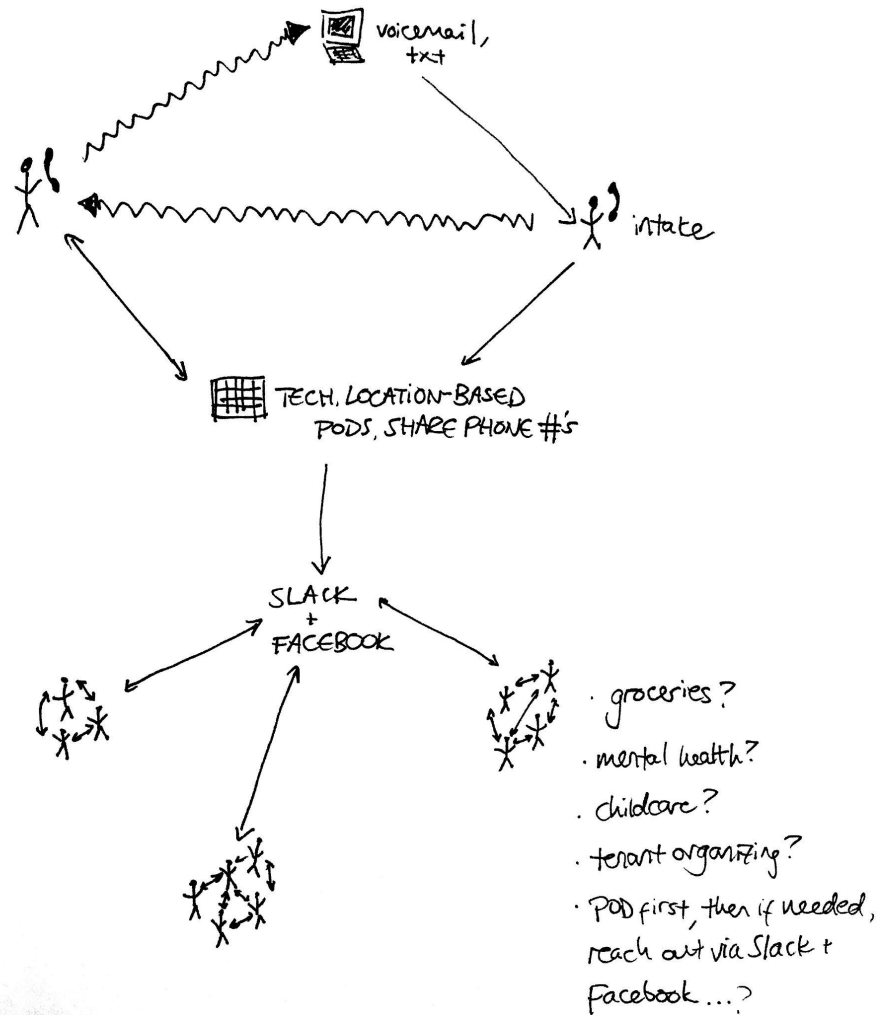 voicemail,
txt
intake
TECH, LOCATION-BASED
PODS, SHARE PHONE #'s
SLACK
+
FACEBOOK
· groceries?
· mental health?
· childcare?
· tenant organizing?
· POD first, then if needed,
reach out via Slack +
Facebook...?